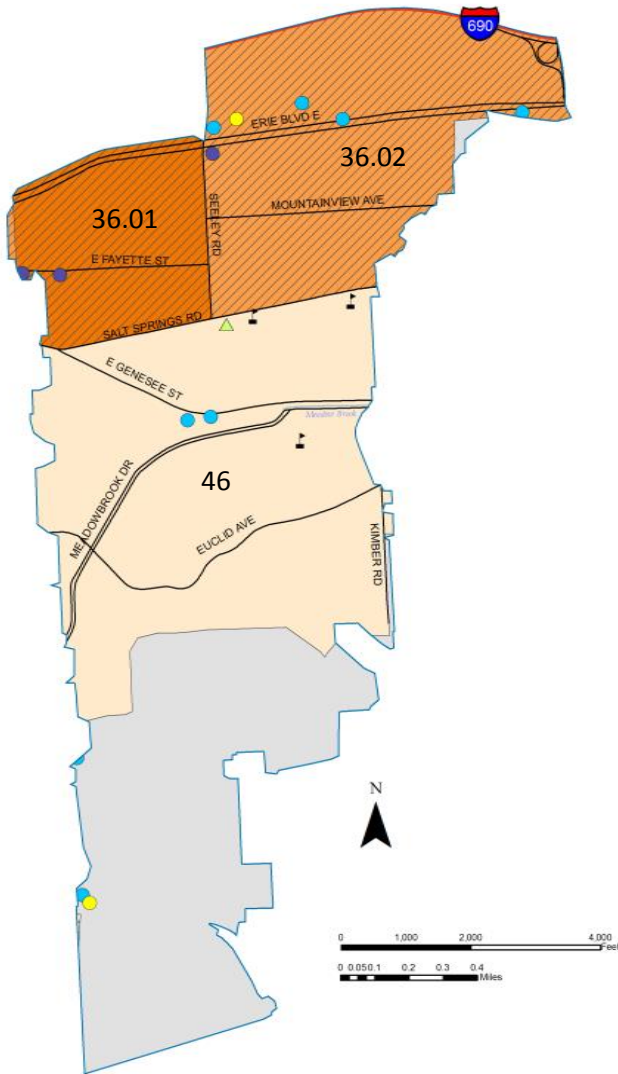 690
ERIE BLVD E
36.02
36.01
SEELEY RD
MOUNTAINVIEW AVE
E FAYETTE ST
SALT SPRINGS RD
E GENESEE ST
Meadow Brook
MEADOWBROOK DR
46
EUCLID AVE
KIMBER RD
N
0 1,000 2,000 4,000
Feet
0 0.05 0.1 0.2 0.3 0.4
Miles